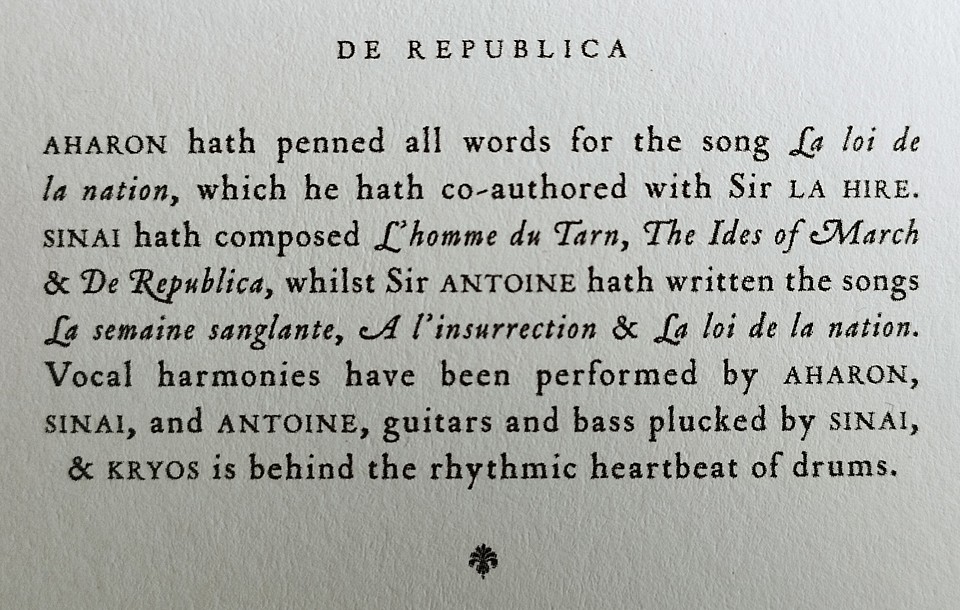 DE REPUBLICA
AHARON hath penned all words for the song La loi de
la nation, which he hath co-authored with Sir LA HIRE.
SINAI hath composed L'homme du Tarn, The Ides of March
& De Republica, whilst Sir ANTOINE hath written the songs
La semaine sanglante, A l'insurrection & La loi de la nation.
Vocal harmonies have been performed by AHARON,
SINAI, and ANTOINE, guitars and bass plucked by SINAI,
& KRYOS is behind the rhythmic heartbeat of drums.